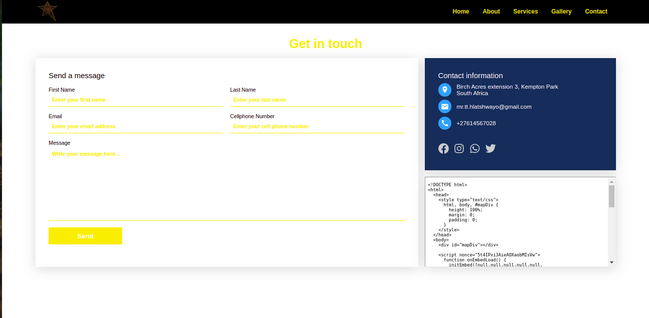 Home About Services Gallery Contact
Get in touch
Send a message
First Name Last Name
Enter your first name Enter your last name
Email Cellphone Number
Enter your email address Enter your cell phone number
Message
Write your message here...
Send
Contact information
Birch Acres extension 3, Kempton Park
South Africa
mr.tt.hlatshwayo@gmail.com
+27614567028
<!DOCTYPE html>
<html>
<head>
<style type="text/css">
html, body, #mapDiv {
height: 100%;
margin: 0;
padding: 0;
}
</style>
</head>
<body>
<div id="mapDiv"></div>
<script
function onEmbedLoad() {
initEmbed([null,null,null,null,